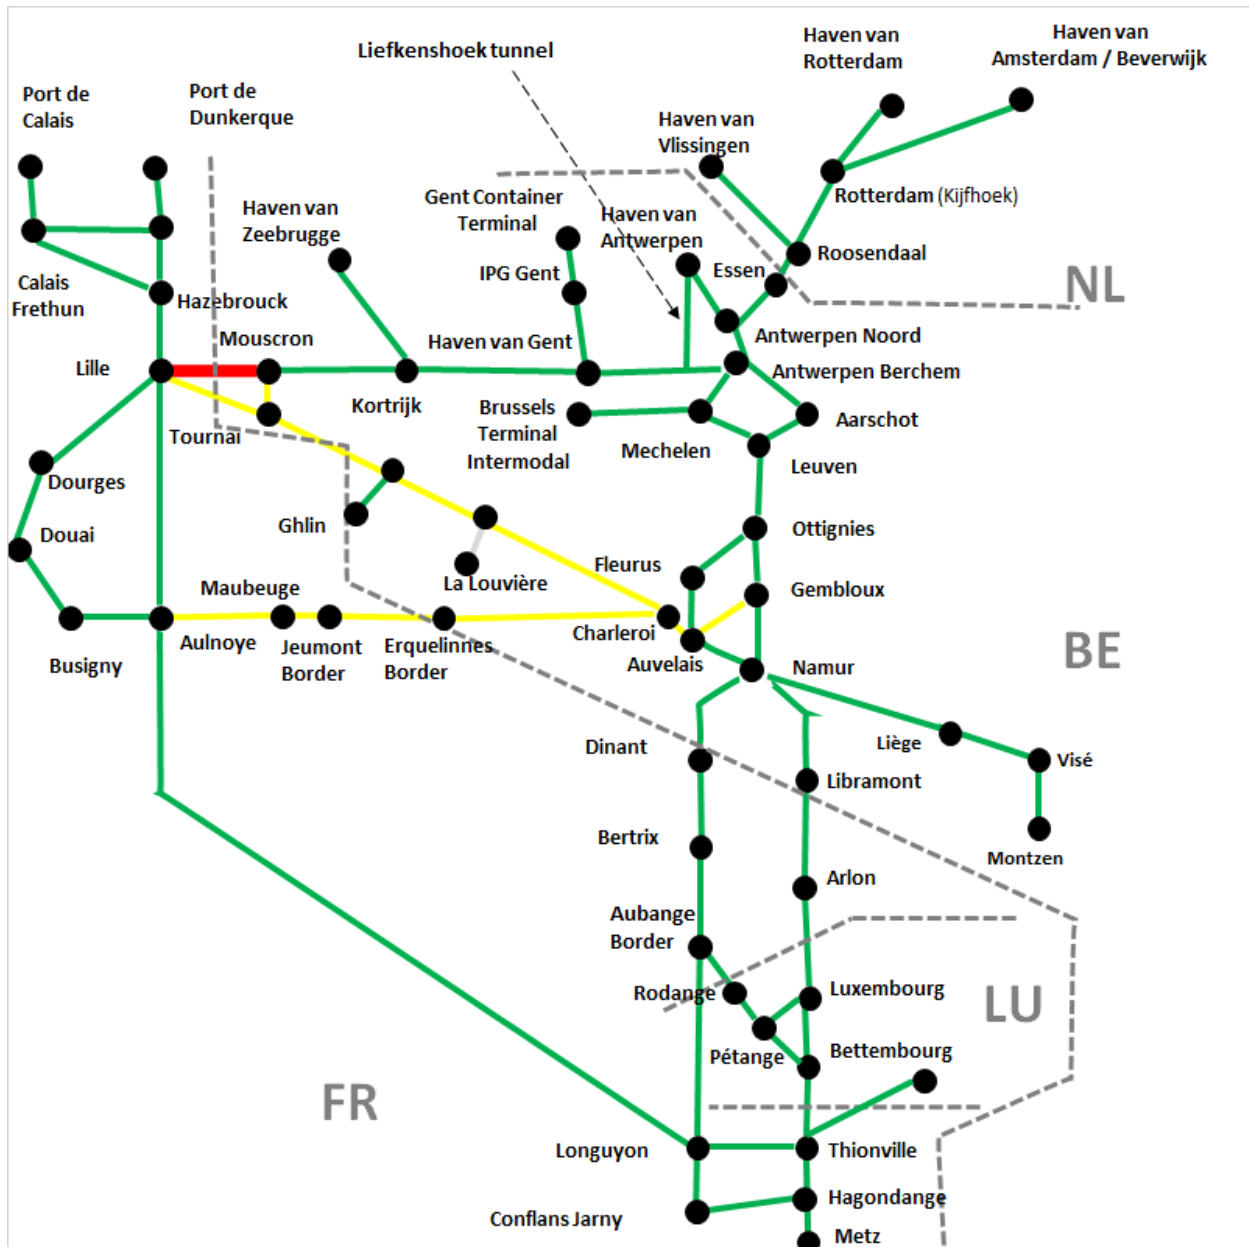 Haven van
Amsterdam / Beverwijk
Haven van
Rotterdam
Liefkenshoek tunnel
Port de
Calais
Port de
Dunkerque
Haven van
Vlissingen
Rotterdam (Kijfhoek)
Gent Container
Terminal
Haven van
Zeebrugge
Haven van
Antwerpen
Roosendaal
Essen
IPG Gent
NL
Calais
Frethun
Hazebrouck
Mouscron
Haven van Gent
Antwerpen Noord
Lille
Antwerpen Berchem
Kortrijk
Brussels
Terminal
Intermodal
Aarschot
Tournai
Mechelen
Leuven
Dourges
Ghlin
Ottignies
Douai
Fleurus
La Louvière
Maubeuge
Gembloux
Charleroi
Aulnoye
Jeumont
Border
Erquelinnes
Border
Auvelais
Busigny
Namur
BE
Dinant
Liège
Visé
Libramont
Bertrix
Montzen
Arlon
Aubange
Border
Rodange
Luxembourg
LU
Pétange
Bettembourg
FR
Longuyon
Thionville
Hagondange
Conflans Jarny
Metz